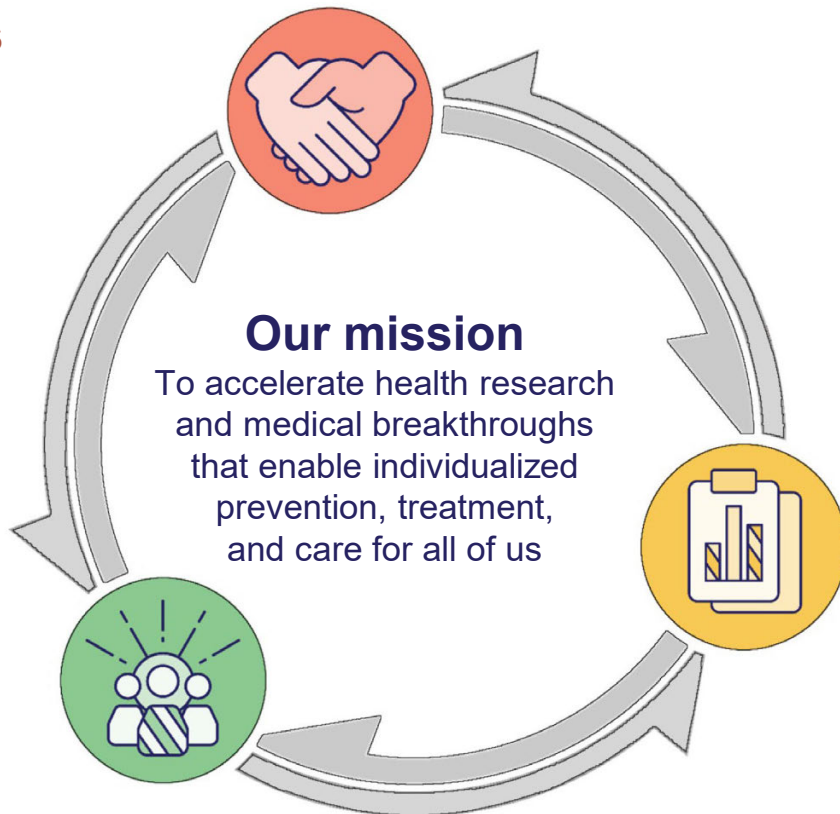 Our mission
To accelerate health research
and medical breakthroughs
that enable individualized
prevention, treatment,
and care for all of us